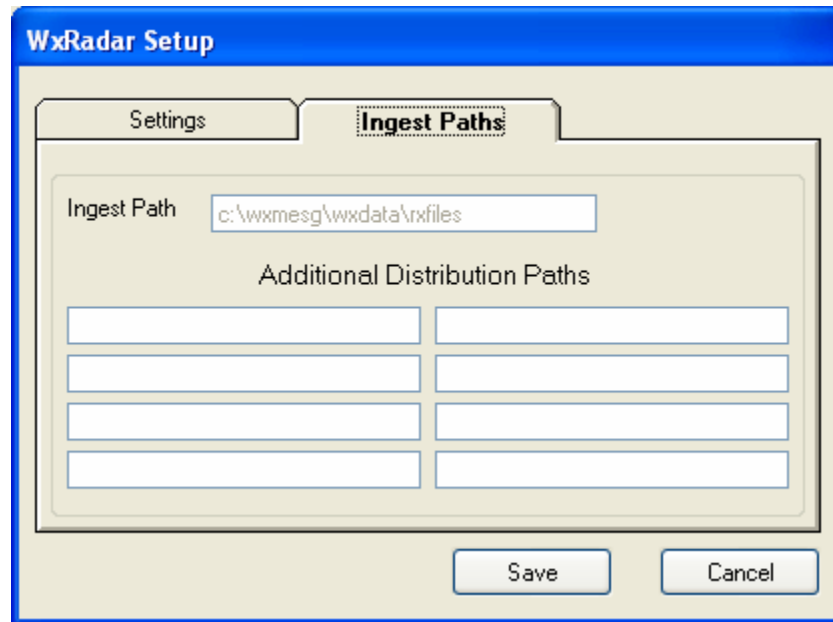 WxRadar Setup
Settings
Ingest Paths
Ingest Path
c:\wxmesg\wxdata\rxfiles
Additional Distribution Paths
Save
Cancel